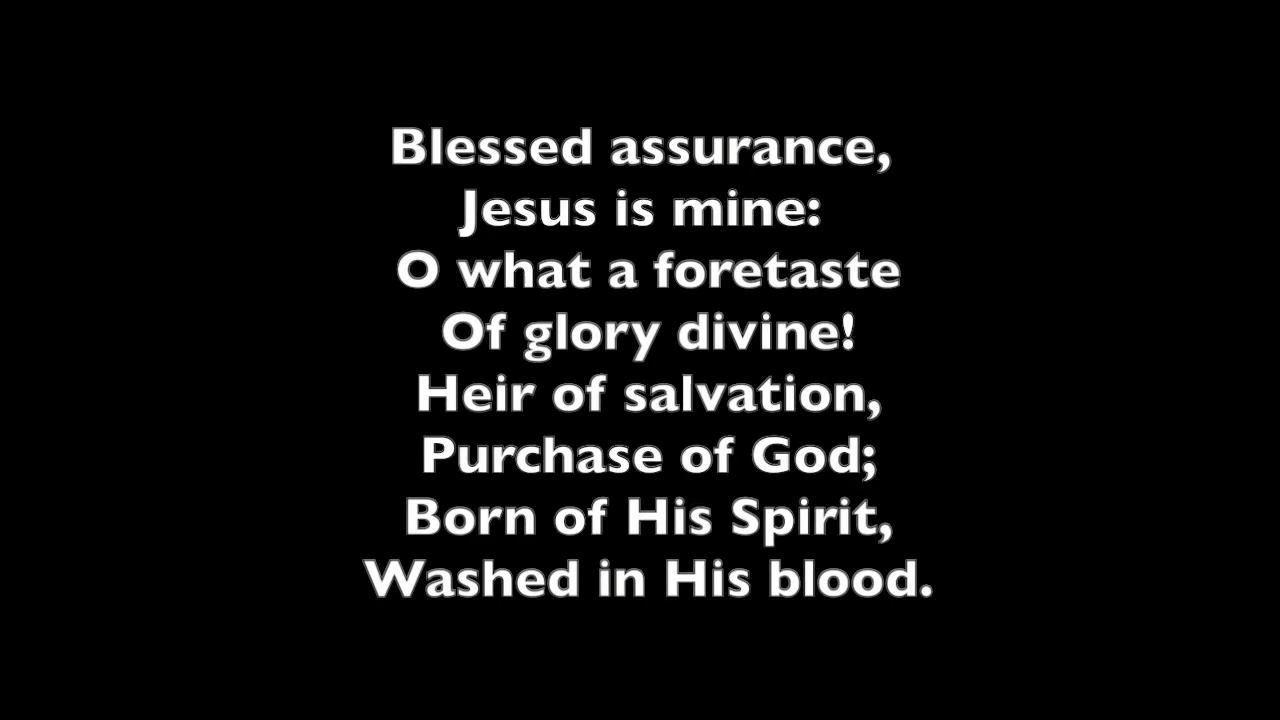 Blessed assurance,
Jesus is mine:
O what a foretaste
Of glory divine!
Heir of salvation,
Purchase of God;
Born of His Spirit,
Washed in His blood.